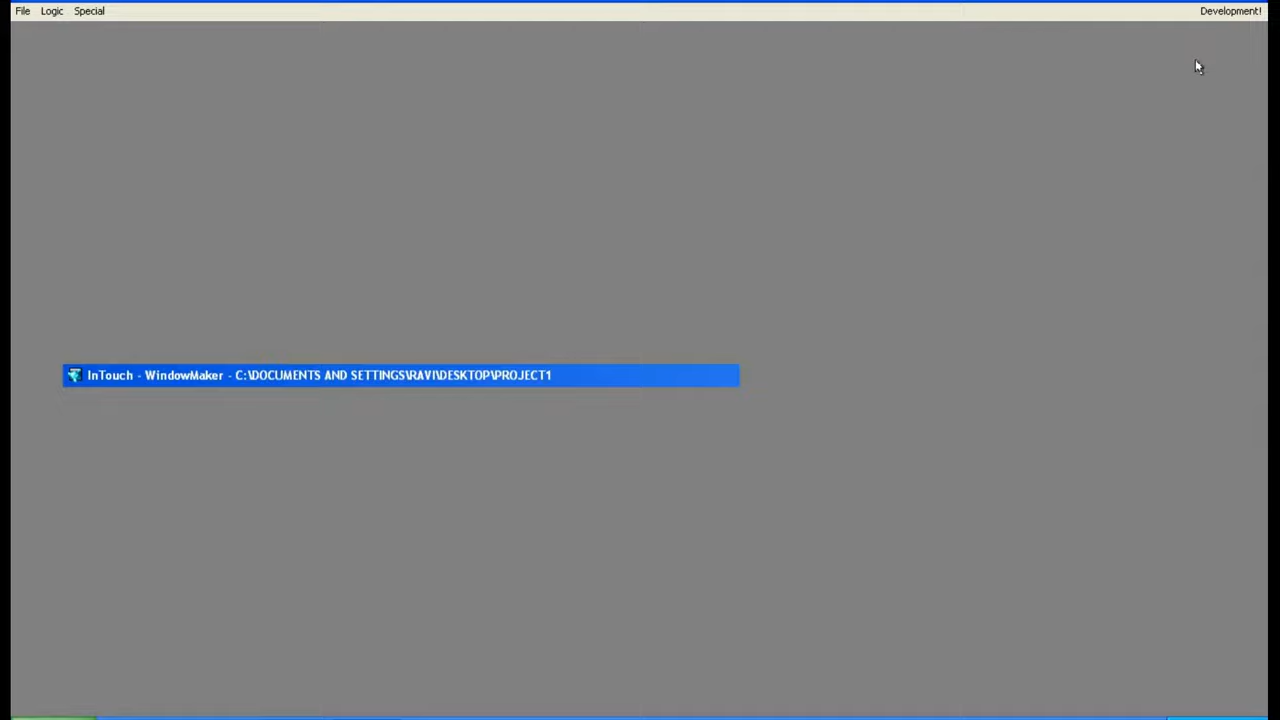 File Logic Special Development!
InTouch - WindowMaker - C:\DOCUMENTS AND SETTINGS\RAVI\DESKTOP\PROJECT1